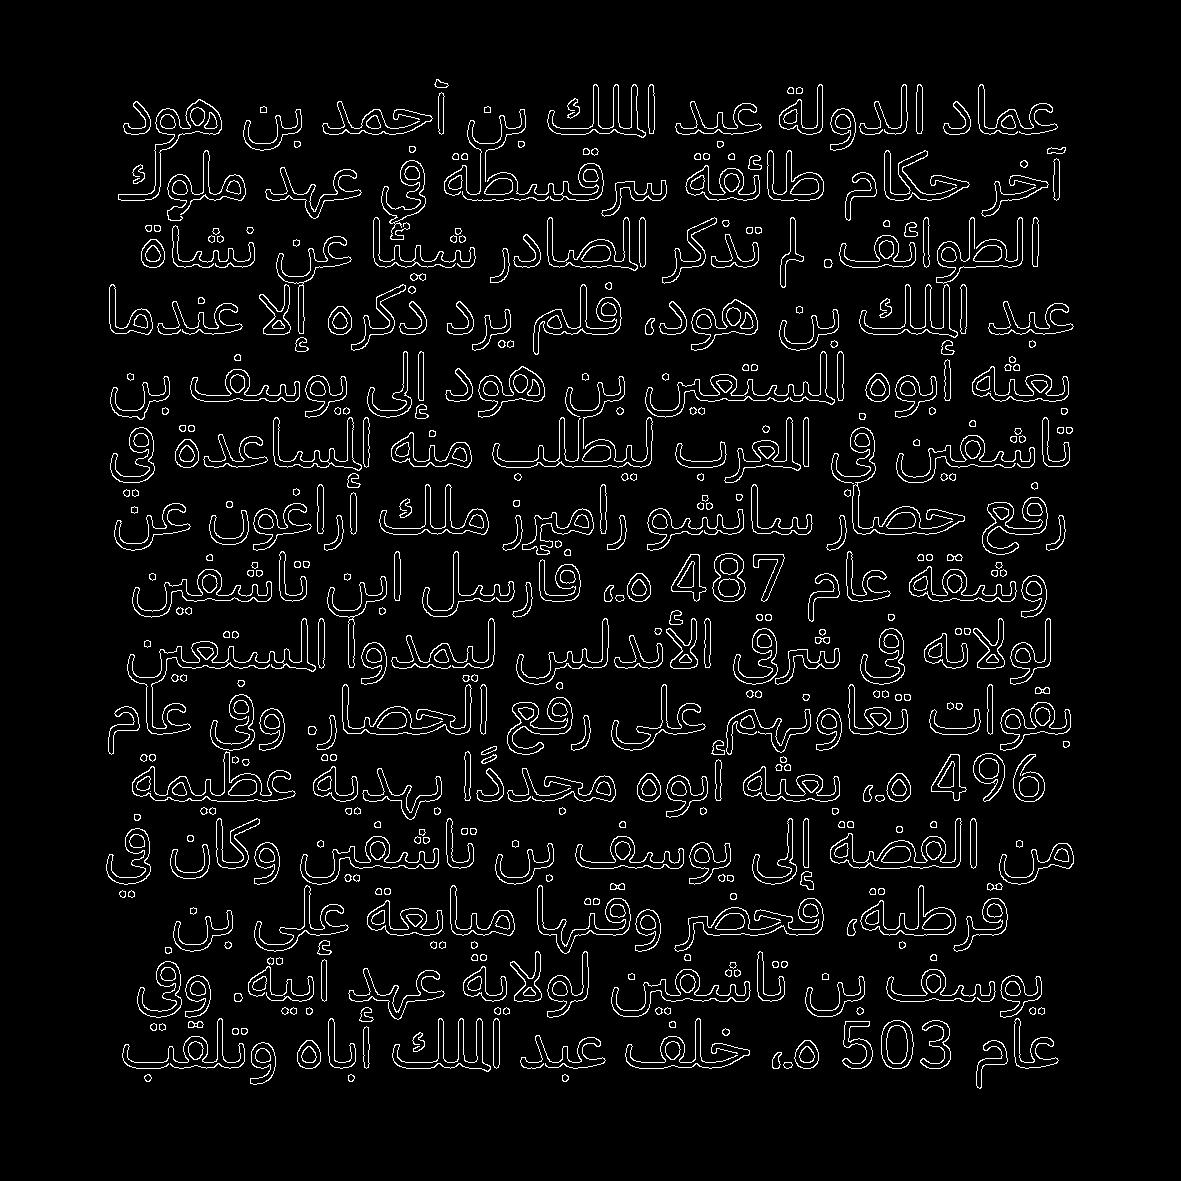 عماد الدولة عبد الملك بن أحمد بن هود
آخر حكام طائفة سرقسطة في عهد ملوك
الطوائف. لم تذكر المصادر شيئًا عن نشأة
عبد الملك بن هود، فلم يرد ذكره إلا عندما
بعثه أبوه المستعين بن هود إلى يوسف بن
تاشفين في المغرب ليطلب منه المساعدة في
رفع حصار سانشو راميرز ملك أراغون عن
وشقة عام 487 هـ، فأرسل ابن تاشفين
لولاته في شرقي الأندلس ليمدوا المستعين
بقوات تعاونهم على رفع الحصار. وفي عام
496 هـ، بعثه أبوه مجددًا بهدية عظيمة
من الفضة إلى يوسف بن تاشفين وكان في
قرطبة، فحضر وقتها مبايعة علي بن
يوسف بن تاشفين لولاية عهد أبيه. وفي
عام 503 هـ، خلف عبد الملك أباه وتلقب